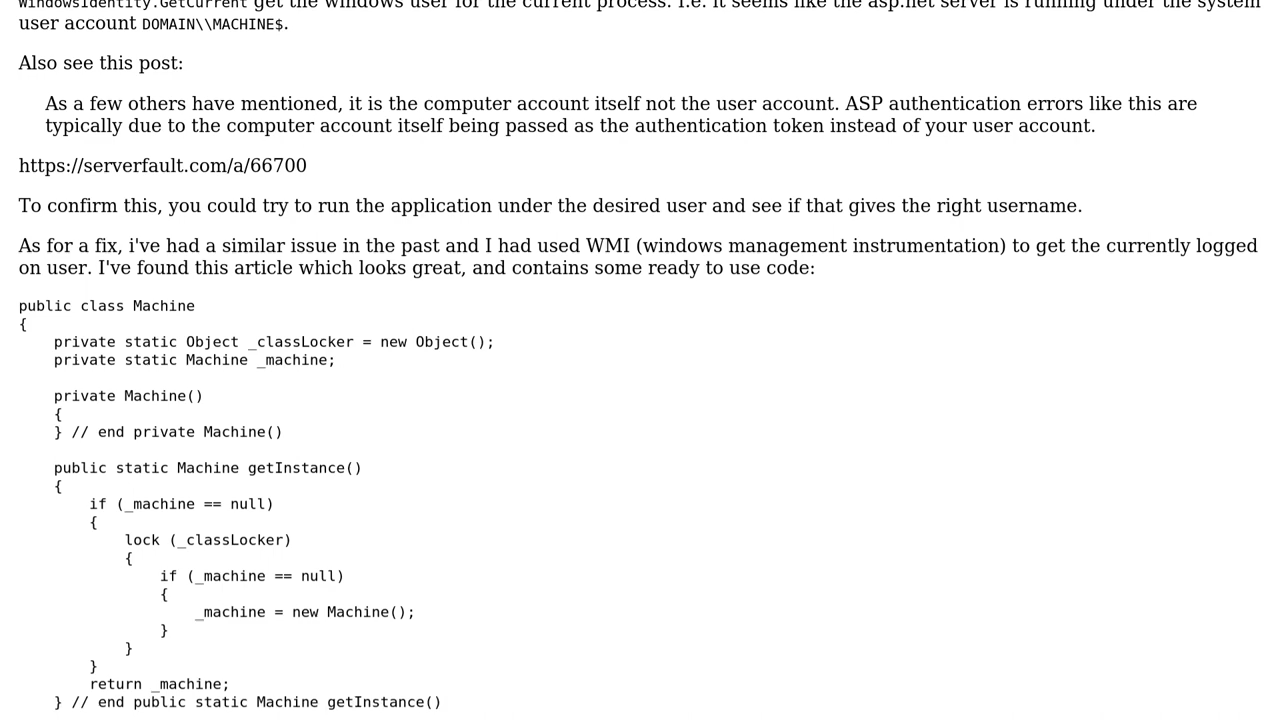 WindowsIdentity.GetCurrent get the windows user for the current process. I.e. it seems like the asp.net server is running under the system
user account DOMAIN\\MACHINE$.
Also see this post:
As a few others have mentioned, it is the computer account itself not the user account. ASP authentication errors like this are
typically due to the computer account itself being passed as the authentication token instead of your user account.
https://serverfault.com/a/66700
To confirm this, you could try to run the application under the desired user and see if that gives the right username.
As for a fix, i've had a similar issue in the past and I had used WMI (windows management instrumentation) to get the currently logged
on user. I've found this article which looks great, and contains some ready to use code:
public class Machine
{
    private static Object _classLocker = new Object();
    private static Machine _machine;
    private Machine()
    {
    } // end private Machine()
    public static Machine getInstance()
    {
        if (_machine == null)
        {
            lock (_classLocker)
            {
                if (_machine == null)
                {
                    _machine = new Machine();
                }
            }
        }
        return _machine;
    } // end public static Machine getInstance()